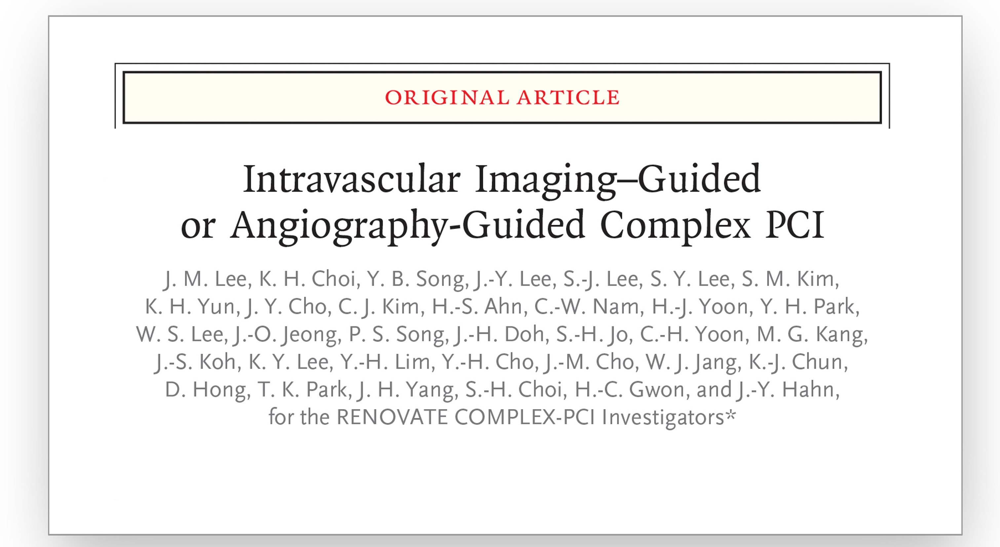 ORIGINAL ARTICLE
Intravascular Imaging–Guided
or Angiography-Guided Complex PCI
J. M. Lee, K. H. Choi, Y. B. Song, J.-Y. Lee, S.-J. Lee, S. Y. Lee, S. M. Kim,
K. H. Yun, J. Y. Cho, C. J. Kim, H.-S. Ahn, C.-W. Nam, H.-J. Yoon, Y. H. Park,
W. S. Lee, J.-O. Jeong, P. S. Song, J.-H. Doh, S.-H. Jo, C.-H. Yoon, M. G. Kang,
J.-S. Koh, K. Y. Lee, Y.-H. Lim, Y.-H. Cho, J.-M. Cho, W. J. Jang, K.-J. Chun,
D. Hong, T. K. Park, J. H. Yang, S.-H. Choi, H.-C. Gwon, and J.-Y. Hahn,
for the RENOVATE COMPLEX-PCI Investigators*